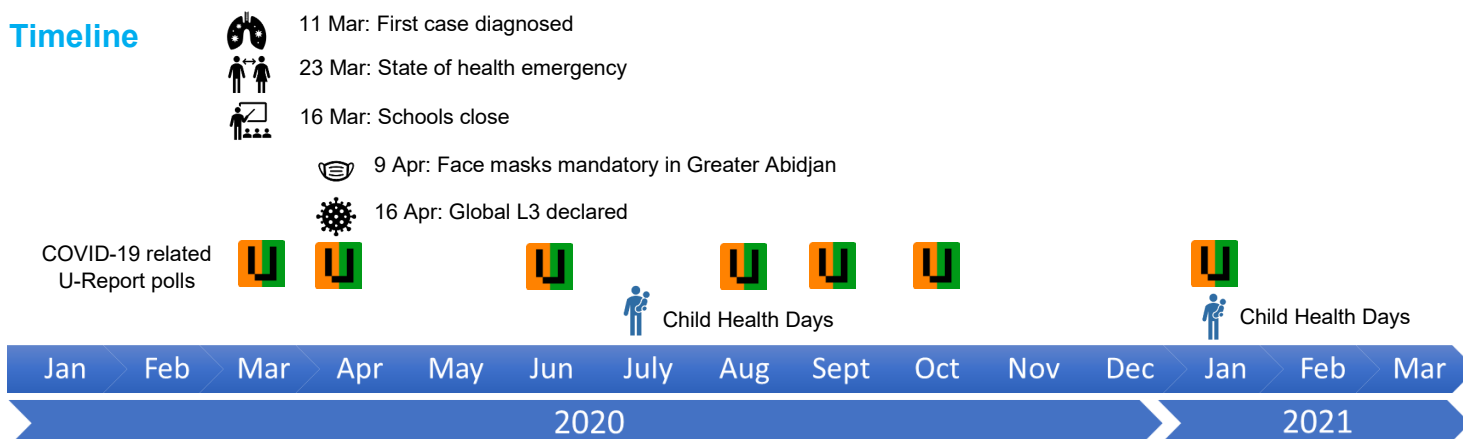 Timeline
11 Mar: First case diagnosed
23 Mar: State of health emergency
16 Mar: Schools close
9 Apr: Face masks mandatory in Greater Abidjan
16 Apr: Global L3 declared
COVID-19 related
U-Report polls
U U U U U U U
Child Health Days Child Health Days
Jan Feb Mar Apr May Jun July Aug Sept Oct Nov Dec Jan Feb Mar
2020 2021